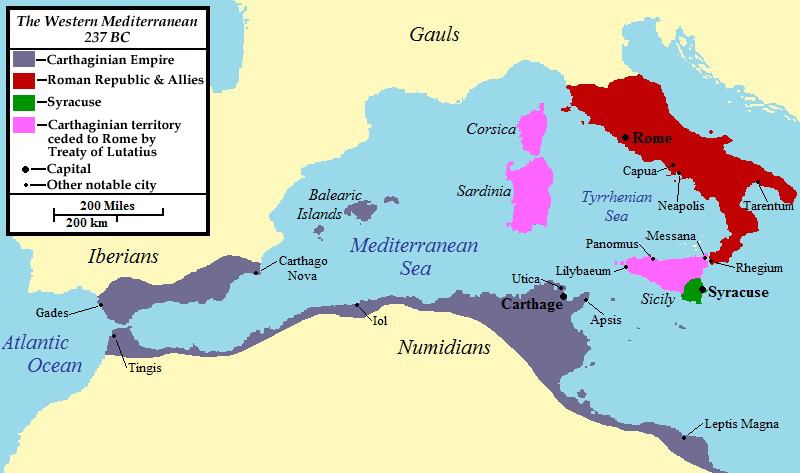 The Western Mediterranean
237 BC
Carthaginian Empire
Roman Republic & Allies
Syracuse
Carthaginian territory
ceded to Rome by
Treaty of Lutatius
Capital
Other notable city
200 Miles
200 km
Gauls
Corsica
Rome
Capua
Sardinia
Balearic
Islands
Tyrrhenian
Sea
Neapolis
Tarentum
Mediterranean
Sea
Panomus
Messana
Iberians
Carthago
Nova
Lilybaeum
Rhegium
Utica
Carthage
Sicily
Syracuse
Gades
Iol
Apsis
Atlantic
Ocean
Numidians
Tingis
Leptis Magna